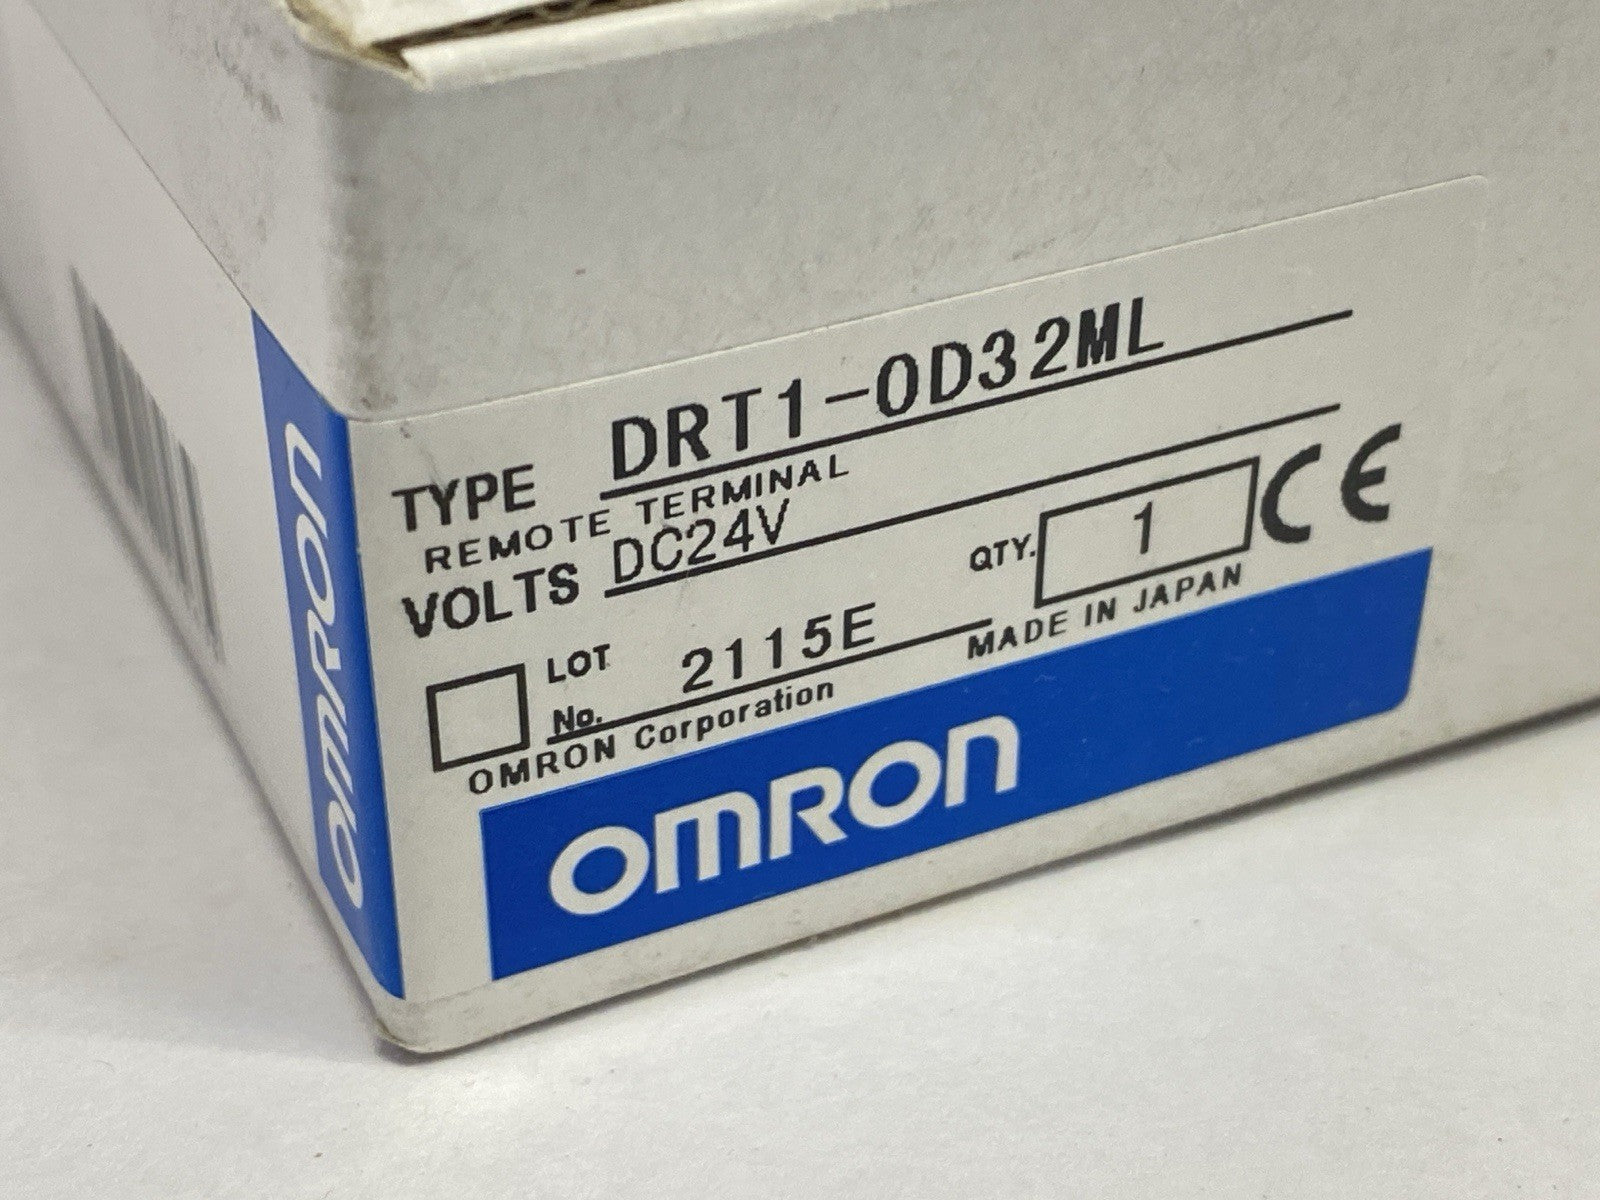 TYPE DRT1-OD32ML
REMOTE TERMINAL
VOLTS DC24V
QTY. 1 CE
LOT
No. 2115E
MADE IN JAPAN
OMRON Corporation
OMRON
OMRON